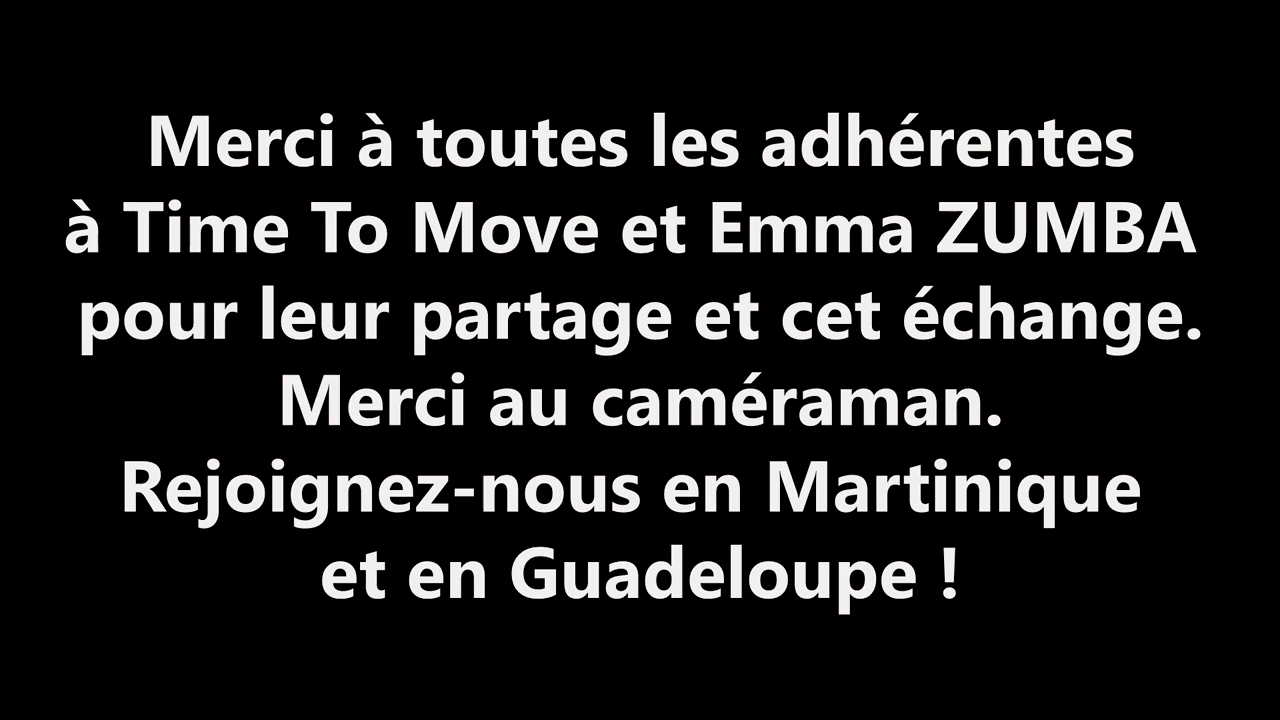 Merci à toutes les adhérentes
à Time To Move et Emma ZUMBA
pour leur partage et cet échange.
Merci au caméraman.
Rejoignez-nous en Martinique
et en Guadeloupe !